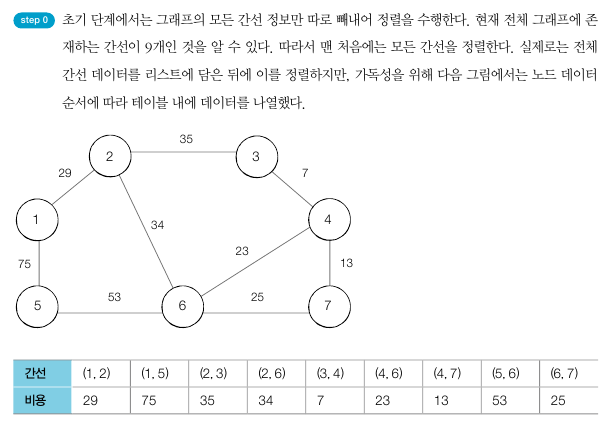 step 0 초기 단계에서는 그래프의 모든 간선 정보만 따로 빼내어 정렬을 수행한다. 현재 전체 그래프에 존
재하는 간선이 9개인 것을 알 수 있다. 따라서 맨 처음에는 모든 간선을 정렬한다. 실제로는 전체
간선 데이터를 리스트에 담은 뒤에 이를 정렬하지만, 가독성을 위해 다음 그림에서는 노드 데이터
순서에 따라 테이블 내에 데이터를 나열했다.
35
2 3
29 7
1 34 4
23
75 13
53 25
5 6 7
간선 (1, 2) (1, 5) (2, 3) (2, 6) (3, 4) (4, 6) (4, 7) (5, 6) (6, 7)
비용 29 75 35 34 7 23 13 53 25